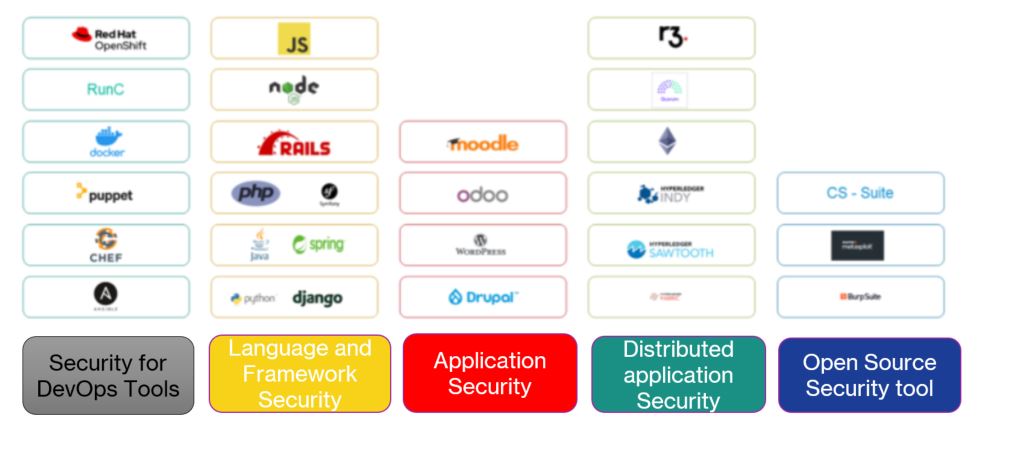 Red Hat
OpenShift
RunC
docker
puppet
CHEF
ANSIBLE
Security for
DevOps Tools
JS
node
JS
RAILS
php
Symfony
Java
spring
python
django
Language and
Framework
Security
moodle
odoo
WORDPRESS
Drupal
Application
Security
r3.
Quorum
HYPERLEDGER
INDY
HYPERLEDGER
SAWTOOTH
HYPERLEDGER
Distributed
application
Security
CS - Suite
metasploit
BurpSuite
Open Source
Security tool